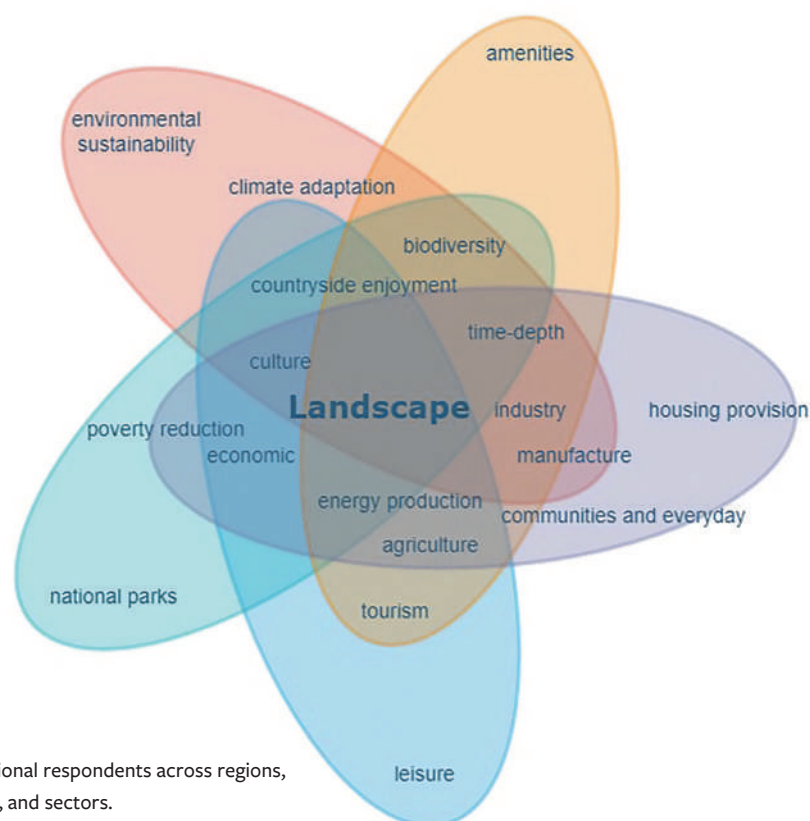 amenities
environmental
sustainability
climate adaptation
biodiversity
countryside enjoyment
time-depth
culture
Landscape
industry
housing provision
poverty reduction
economic
manufacture
energy production
communities and everyday
agriculture
national parks
tourism
leisure
ional respondents across regions,
, and sectors.